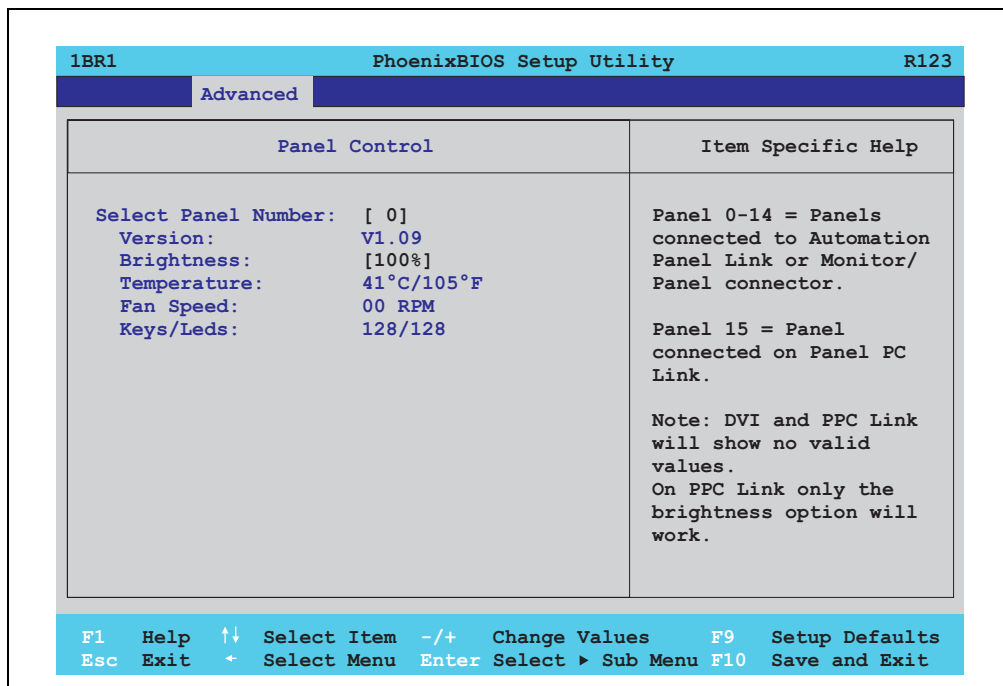 1BR1 PhoenixBIOS Setup Utility R123
Advanced
Panel Control
Item Specific Help
Select Panel Number: [ 0]
Version: V1.09
Brightness: [100%]
Temperature: 41°C/105°F
Fan Speed: 00 RPM
Keys/Leds: 128/128
Panel 0-14 = Panels
connected to Automation
Panel Link or Monitor/
Panel connector.
Panel 15 = Panel
connected on Panel PC
Link.
Note: DVI and PPC Link
will show no valid
values.
On PPC Link only the
brightness option will
work.
F1 Help ↑↓ Select Item -/+ Change Values F9 Setup Defaults
Esc Exit ← Select Menu Enter Select ▶ Sub Menu F10 Save and Exit